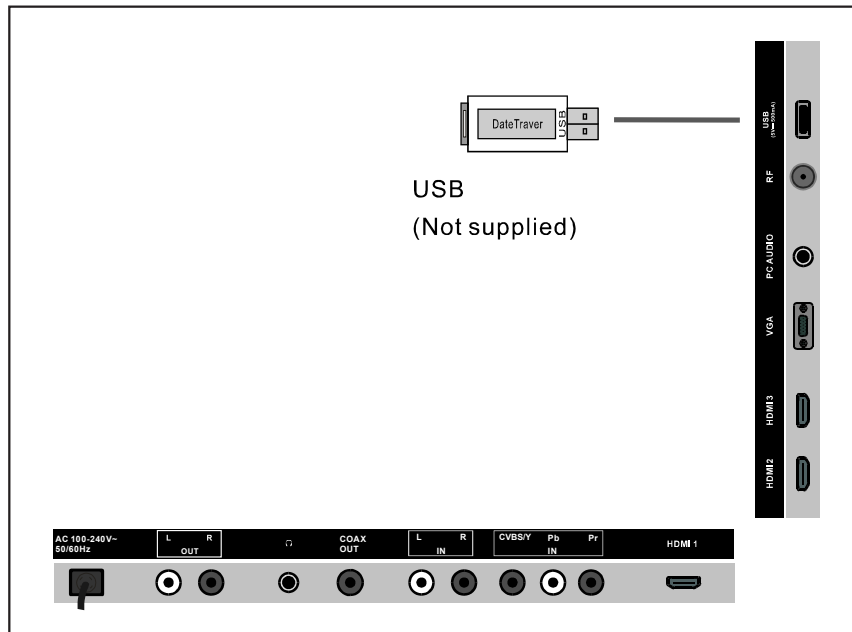 DateTraver
USB
USB
(Not supplied)
USB
(5V⎓500mA)
RF
PC AUDIO
VGA
HDMI3
HDMI2
AC 100-240V~
50/60Hz
L R
OUT
COAX
OUT
L R
IN
CVBS/Y Pb Pr
IN
HDMI 1